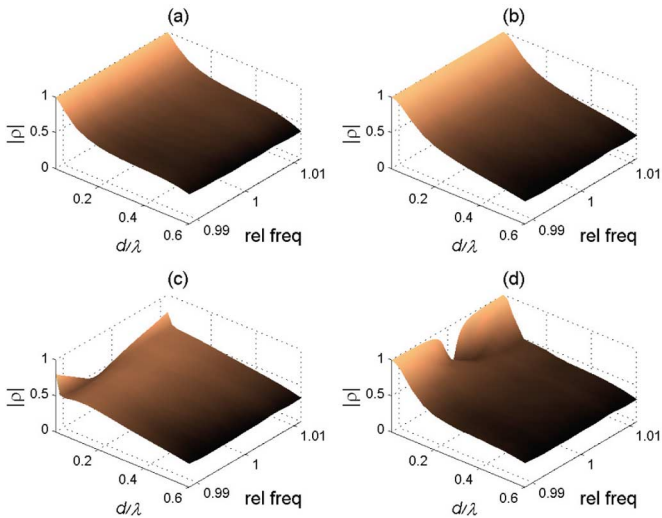 (a)
(b)
1
0.5
0
|ρ|
0.2
0.4
0.6
d/λ
0.99
1
1.01
rel freq
1
0.5
0
|ρ|
0.2
0.4
0.6
d/λ
0.99
1
1.01
rel freq
(c)
(d)
1
0.5
0
|ρ|
0.2
0.4
0.6
d/λ
0.99
1
1.01
rel freq
1
0.5
0
|ρ|
0.2
0.4
0.6
d/λ
0.99
1
1.01
rel freq